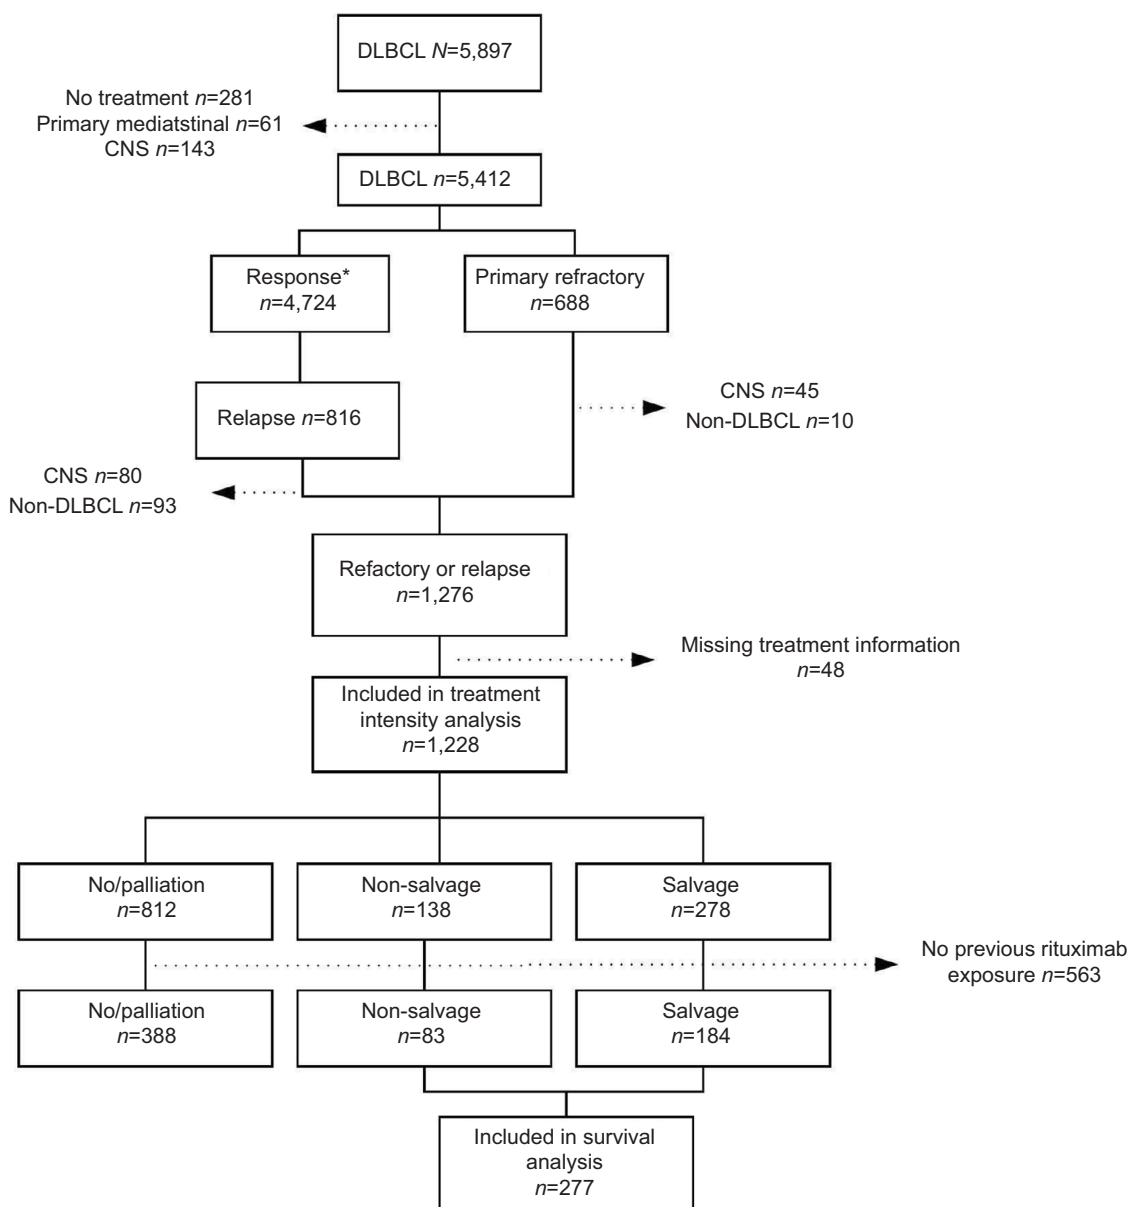 DLBCL N=5,897
No treatment n=281
Primary mediatstinal n=61
CNS n=143
DLBCL n=5,412
Response*
n=4,724
Primary refractory
n=688
Relapse n=816
CNS n=45
Non-DLBCL n=10
CNS n=80
Non-DLBCL n=93
Refactory or relapse
n=1,276
Missing treatment information
n=48
Included in treatment
intensity analysis
n=1,228
No/palliation
n=812
Non-salvage
n=138
Salvage
n=278
No previous rituximab
exposure n=563
No/palliation
n=388
Non-salvage
n=83
Salvage
n=184
Included in survival
analysis
n=277